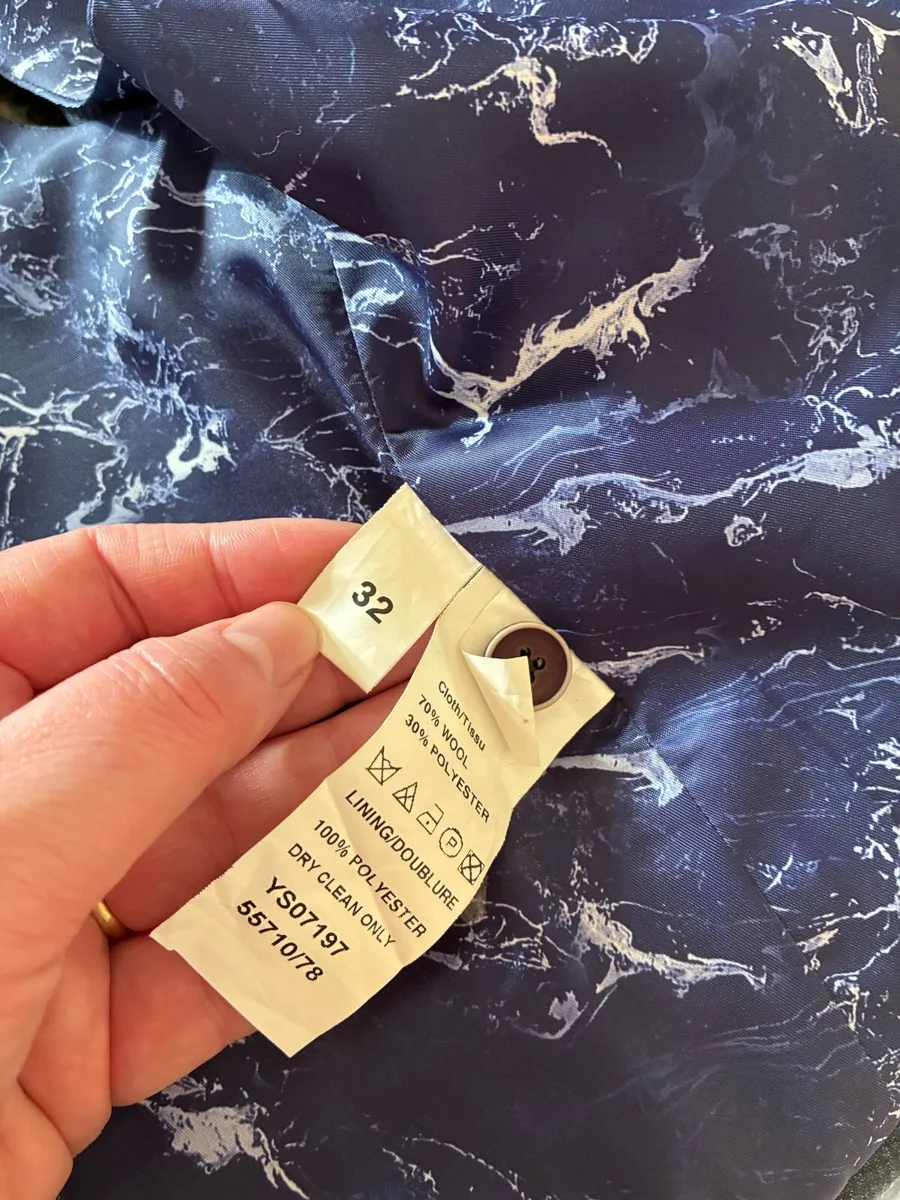 32
Cloth/Tissu
70% WOOL
30% POLYESTER
P
LINING/DOUBLURE
100% POLYESTER
DRY CLEAN ONLY
YS07197
55710/78